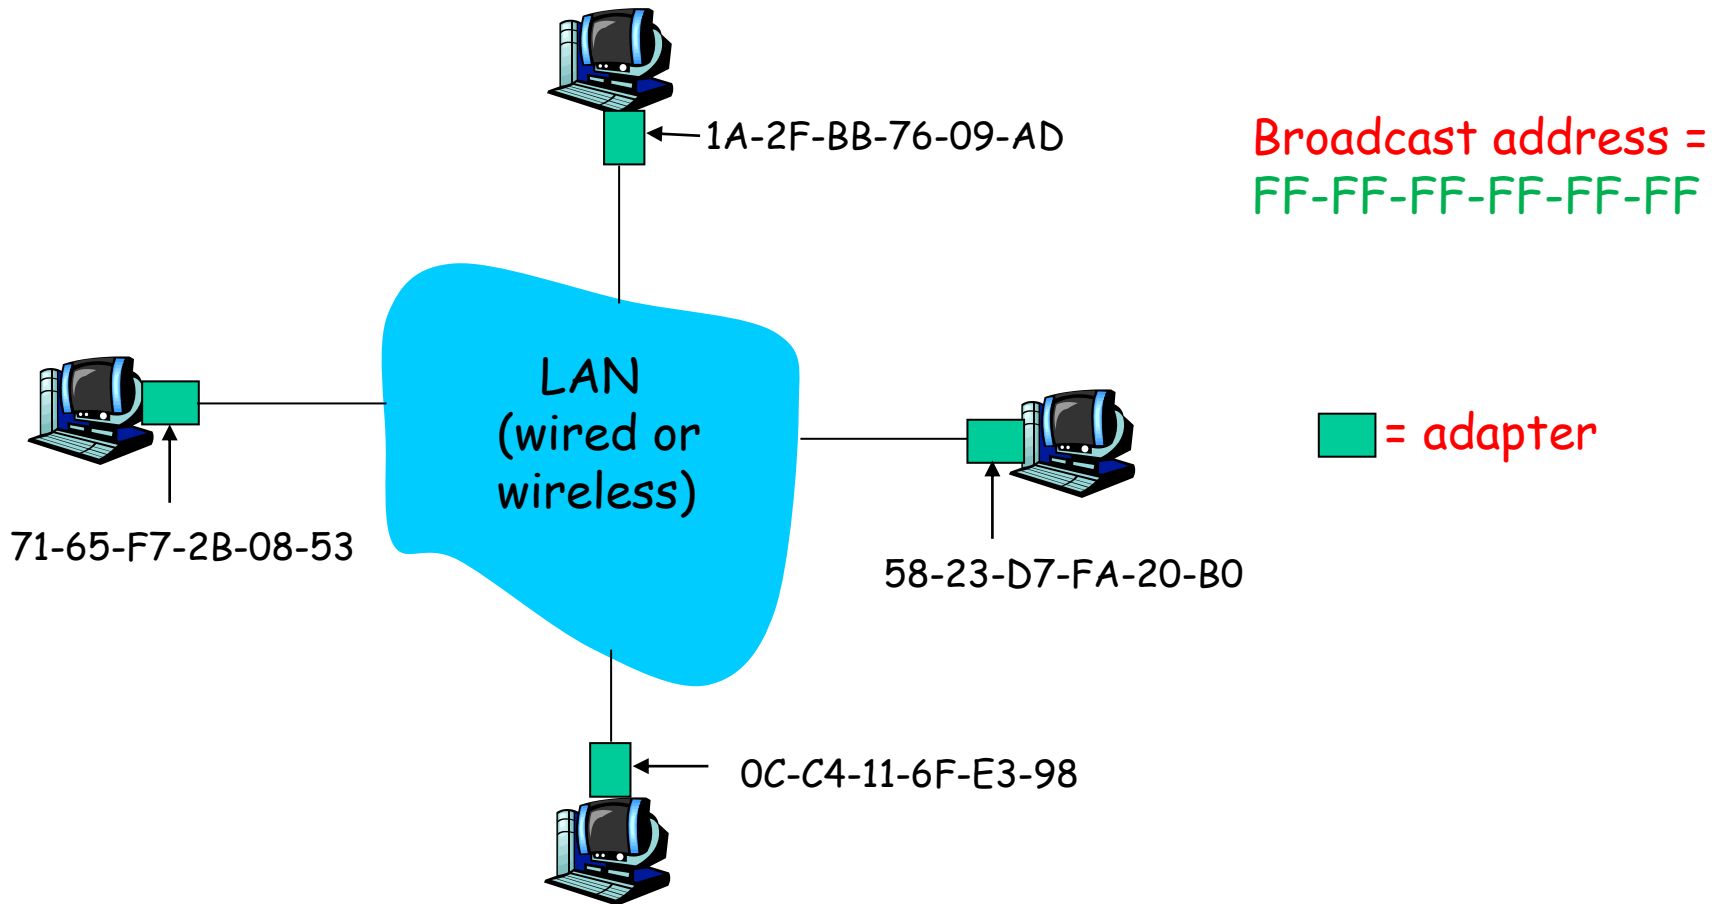 1A-2F-BB-76-09-AD
Broadcast address =
FF-FF-FF-FF-FF-FF
LAN
(wired or
wireless)
= adapter
71-65-F7-2B-08-53
58-23-D7-FA-20-B0
0C-C4-11-6F-E3-98